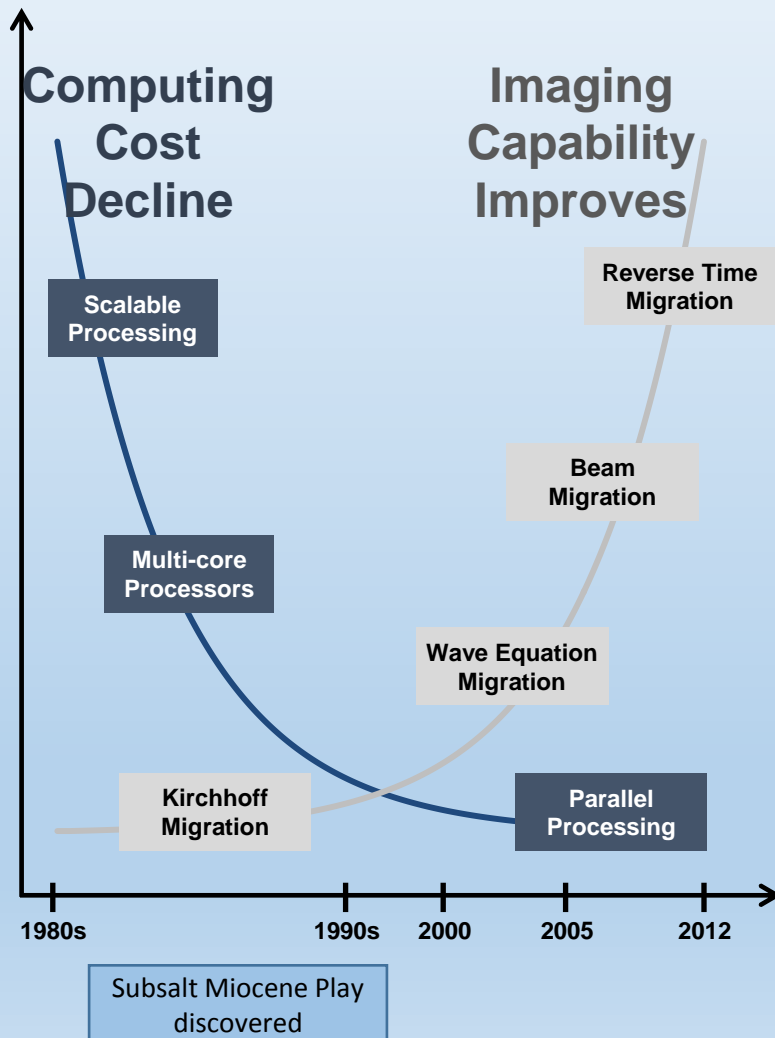 Computing
Cost
Decline
Imaging
Capability
Improves
Scalable
Processing
Reverse Time
Migration
Beam
Migration
Multi-core
Processors
Wave Equation
Migration
Kirchhoff
Migration
Parallel
Processing
1980s
1990s
2000
2005
2012
Subsalt Miocene Play
discovered